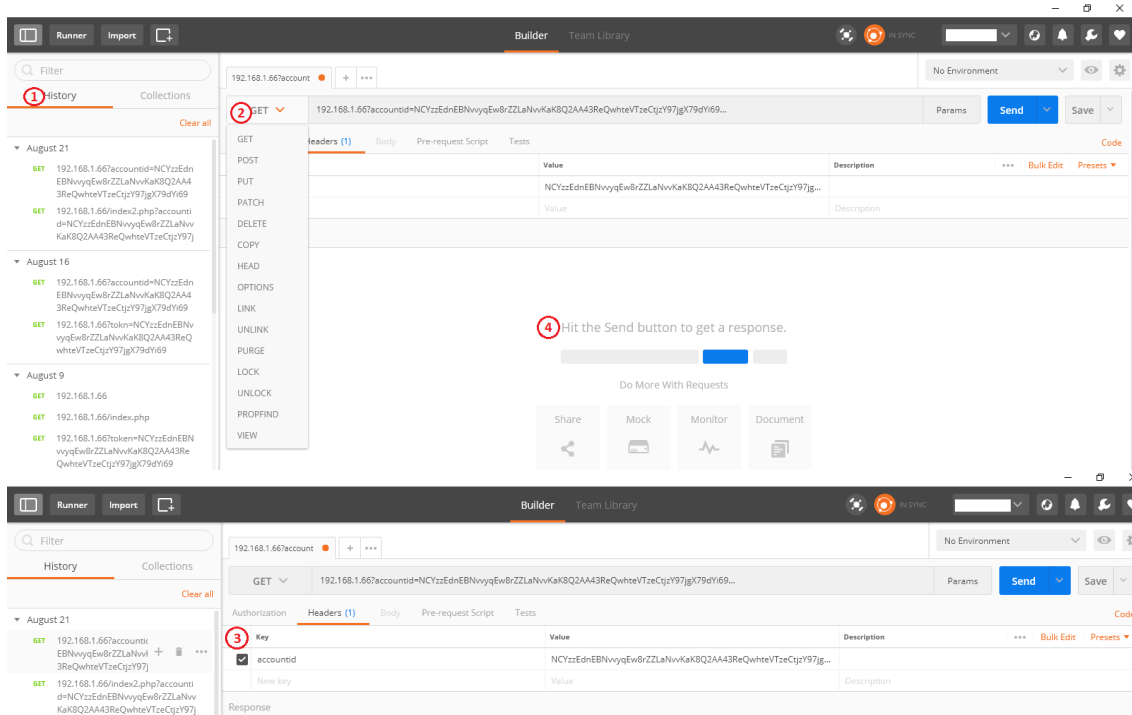 Runner Import Builder Team Library IN SYNC
Filter
192.168.1.66?account + ••• No Environment
1 History Collections
2 GET 192.168.1.66?accountid=NCYzzEdnEBNvvyqEw8rZZLaNvvKaK8Q2AA43ReQwhteVTzeCtjzY97jgX79dYi69... Params Send Save
Clear all
August 21
GET 192.168.1.66?accountid=NCYzzEdn
EBNvvyqEw8rZZLaNvvKaK8Q2AA4
3ReQwhteVTzeCtjzY97jgX79dYi69
GET 192.168.1.66/index2.php?accounti
d=NCYzzEdnEBNvvyqEw8rZZLaNvv
KaK8Q2AA43ReQwhteVTzeCtjzY97j
August 16
GET 192.168.1.66?accountid=NCYzzEdn
EBNvvyqEw8rZZLaNvvKaK8Q2AA4
3ReQwhteVTzeCtjzY97jgX79dYi69
GET 192.168.1.66?tokn=NCYzzEdnEBNv
vyqEw8rZZLaNvvKaK8Q2AA43ReQ
whteVTzeCtjzY97jgX79dYi69
August 9
GET 192.168.1.66
GET 192.168.1.66/index.php
GET 192.168.1.66?token=NCYzzEdnEBN
vvyqEw8rZZLaNvvKaK8Q2AA43Re
QwhteVTzeCtjzY97jgX79dYi69
GET
POST
PUT
PATCH
DELETE
COPY
HEAD
OPTIONS
LINK
UNLINK
PURGE
LOCK
UNLOCK
PROPFIND
VIEW
Headers (1) Body Pre-request Script Tests Code
Value Description ••• Bulk Edit Presets
NCYzzEdnEBNvvyqEw8rZZLaNvvKaK8Q2AA43ReQwhteVTzeCtjzY97jg...
Value Description
4 Hit the Send button to get a response.
Do More With Requests
Share Mock Monitor Document
Runner Import Builder Team Library IN SYNC
Filter
192.168.1.66?account + ••• No Environment
History Collections
GET 192.168.1.66?accountid=NCYzzEdnEBNvvyqEw8rZZLaNvvKaK8Q2AA43ReQwhteVTzeCtjzY97jgX79dYi69... Params Send Save
Clear all
August 21
GET 192.168.1.66?accountic
EBNvvyqEw8rZZLaNvvl
3ReQwhteVTzeCtjzY97j
GET 192.168.1.66/index2.php?accounti
d=NCYzzEdnEBNvvyqEw8rZZLaNvv
KaK8Q2AA43ReQwhteVTzeCtjzY97j
Authorization Headers (1) Body Pre-request Script Tests Code
3 Key Value Description ••• Bulk Edit Presets
accountid NCYzzEdnEBNvvyqEw8rZZLaNvvKaK8Q2AA43ReQwhteVTzeCtjzY97jg...
New key Value Description
Response